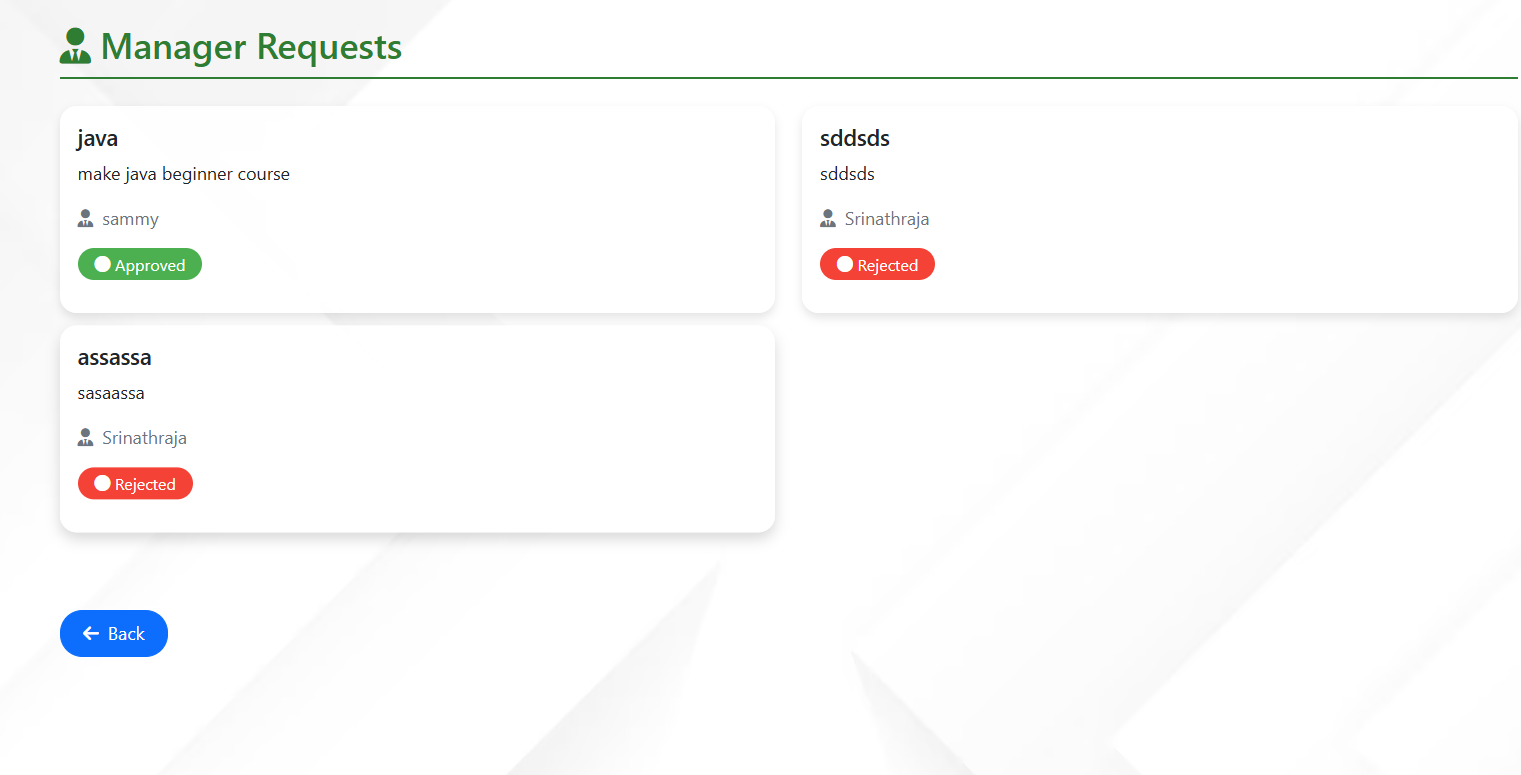 Manager Requests
java
make java beginner course
sammy
Approved
sddsds
sddsds
Srinathraja
Rejected
assassa
sasaassa
Srinathraja
Rejected
Back